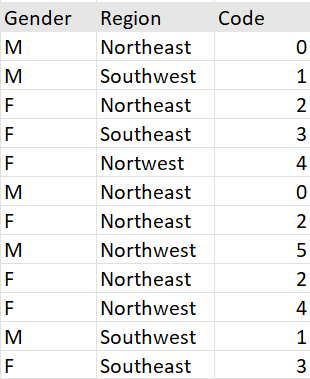 Gender Region Code
M Northeast 0
M Southwest 1
F Northeast 2
F Southeast 3
F Nortwest 4
M Northeast 0
F Northeast 2
M Northwest 5
F Northeast 2
F Northwest 4
M Southwest 1
F Southeast 3